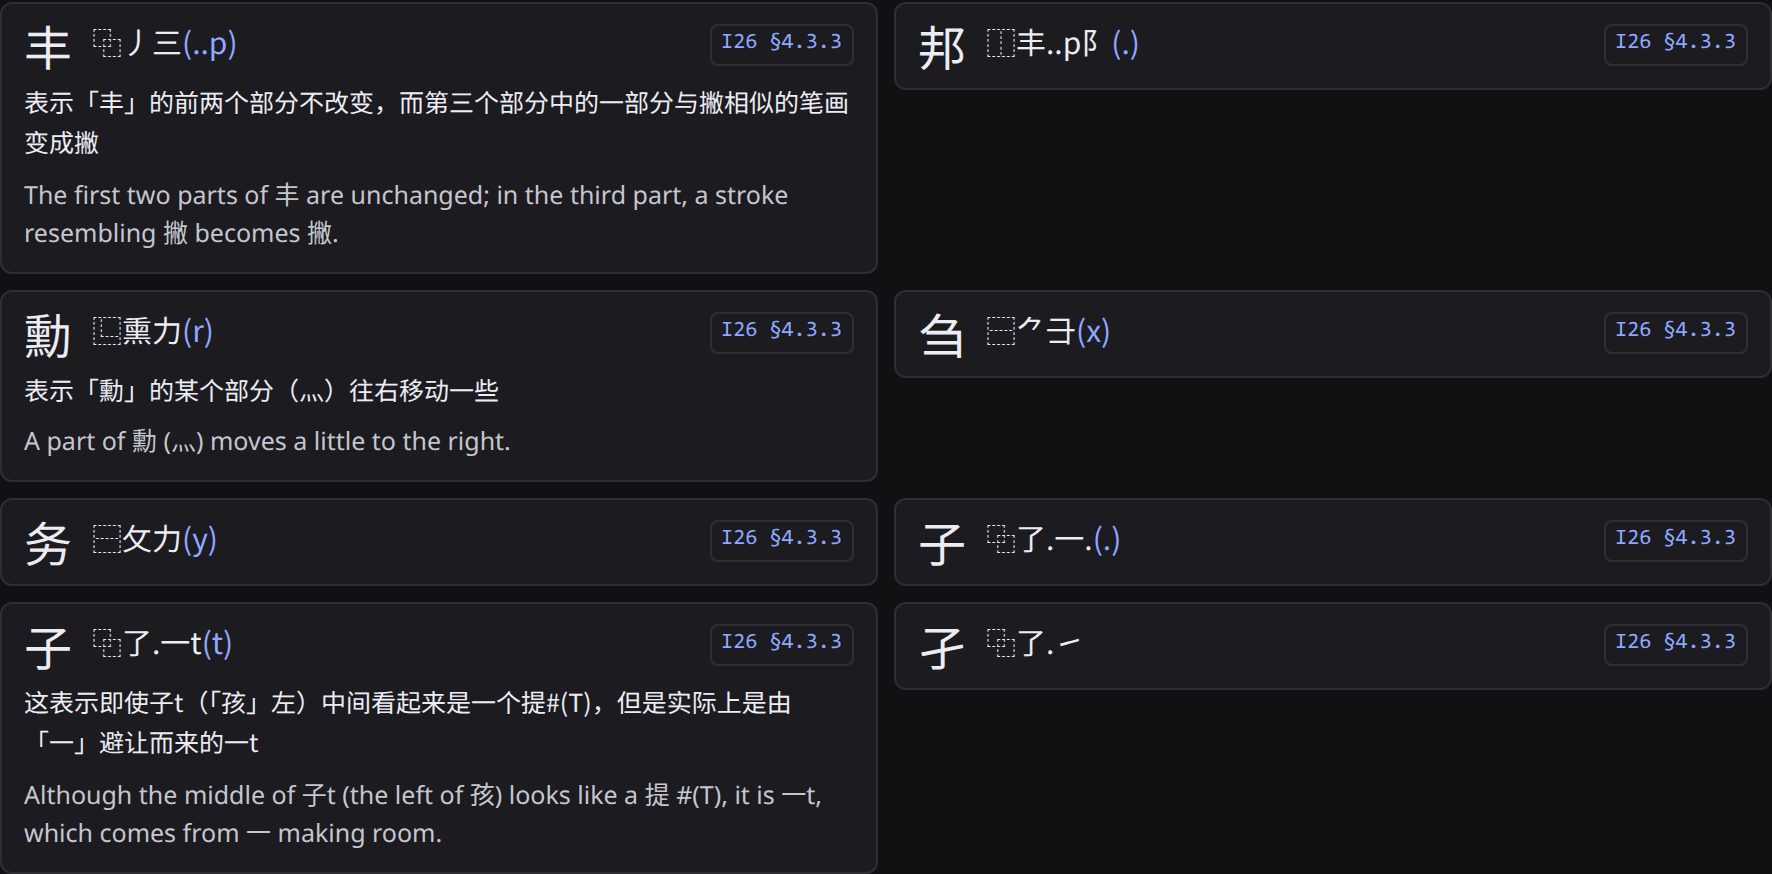 丰 ⿻丿三(..p) I26 §4.3.3
表示「丰」的前两个部分不改变，而第三个部分中的一部分与撇相似的笔画
变成撇
The first two parts of 丰 are unchanged; in the third part, a stroke
resembling 撇 becomes 撇.
邦 ⿰丰..p阝(.) I26 §4.3.3
勳 ⿺熏力(r) I26 §4.3.3
表示「勳」的某个部分（灬）往右移动一些
A part of 勳 (灬) moves a little to the right.
刍 ⿱⺈彐(x) I26 §4.3.3
务 ⿱攵力(y) I26 §4.3.3
子 ⿻了.一.(.) I26 §4.3.3
子 ⿻了.一t(t) I26 §4.3.3
这表示即使子t（「孩」左）中间看起来是一个提#(T)，但是实际上是由
「一」避让而来的一t
Although the middle of 子t (the left of 孩) looks like a 提 #(T), it is 一t,
which comes from 一 making room.
孑 ⿻了.㇀ I26 §4.3.3